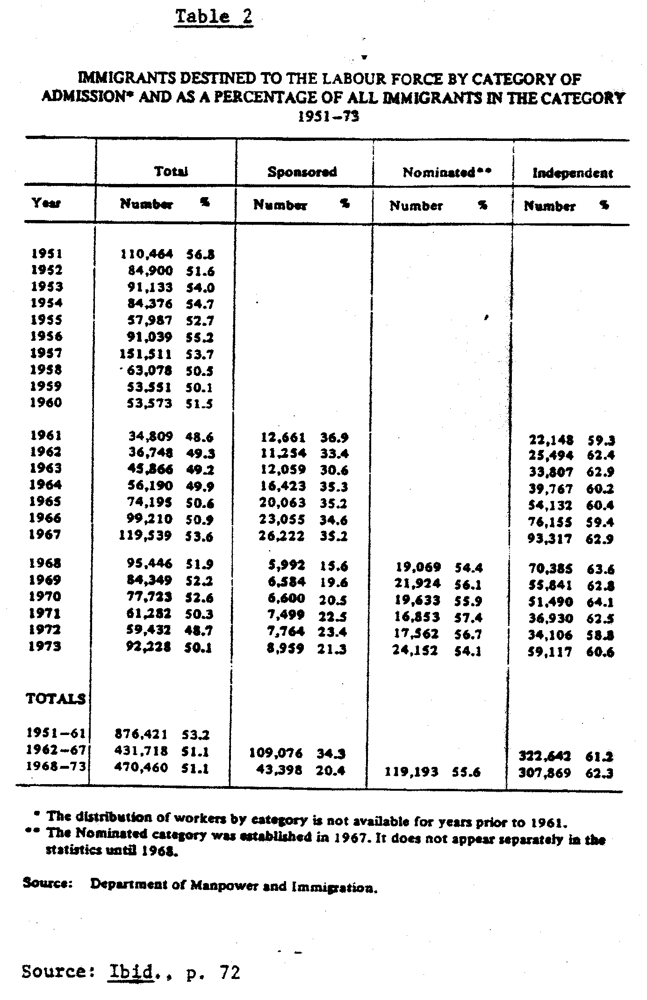 Table 2
IMMIGRANTS DESTINED TO THE LABOUR FORCE BY CATEGORY OF
ADMISSION* AND AS A PERCENTAGE OF ALL IMMIGRANTS IN THE CATEGORY
1951–73
Total Sponsored Nominated** Independent
Year Number % Number % Number % Number %
1951 110,464 56.8
1952 84,900 51.6
1953 91,133 54.0
1954 84,376 54.7
1955 57,987 52.7
1956 91,039 55.2
1957 151,511 53.7
1958 63,078 50.5
1959 53,551 50.1
1960 53,573 51.5
1961 34,809 48.6 12,661 36.9 22,148 59.3
1962 36,748 49.3 11,254 33.4 25,494 62.4
1963 45,866 49.2 12,059 30.6 33,807 62.9
1964 56,190 49.9 16,423 35.3 39,767 60.2
1965 74,195 50.6 20,063 35.2 54,132 60.4
1966 99,210 50.9 23,055 34.6 76,155 59.4
1967 119,539 53.6 26,222 35.2 93,317 62.9
1968 95,446 51.9 5,992 15.6 19,069 54.4 70,385 63.6
1969 84,349 52.2 6,584 19.6 21,924 56.1 55,841 62.8
1970 77,723 52.6 6,600 20.5 19,633 55.9 51,490 64.1
1971 61,282 50.3 7,499 22.5 16,853 57.4 36,930 62.5
1972 59,432 48.7 7,764 23.4 17,562 56.7 34,106 58.8
1973 92,228 50.1 8,959 21.3 24,152 54.1 59,117 60.6
TOTALS
1951–61 876,421 53.2
1962–67 431,718 51.1 109,076 34.3 322,642 61.2
1968–73 470,460 51.1 43,398 20.4 119,193 55.6 307,869 62.3
* The distribution of workers by category is not available for years prior to 1961.
** The Nominated category was established in 1967. It does not appear separately in the
statistics until 1968.
Source: Department of Manpower and Immigration.
Source: Ibid., p. 72